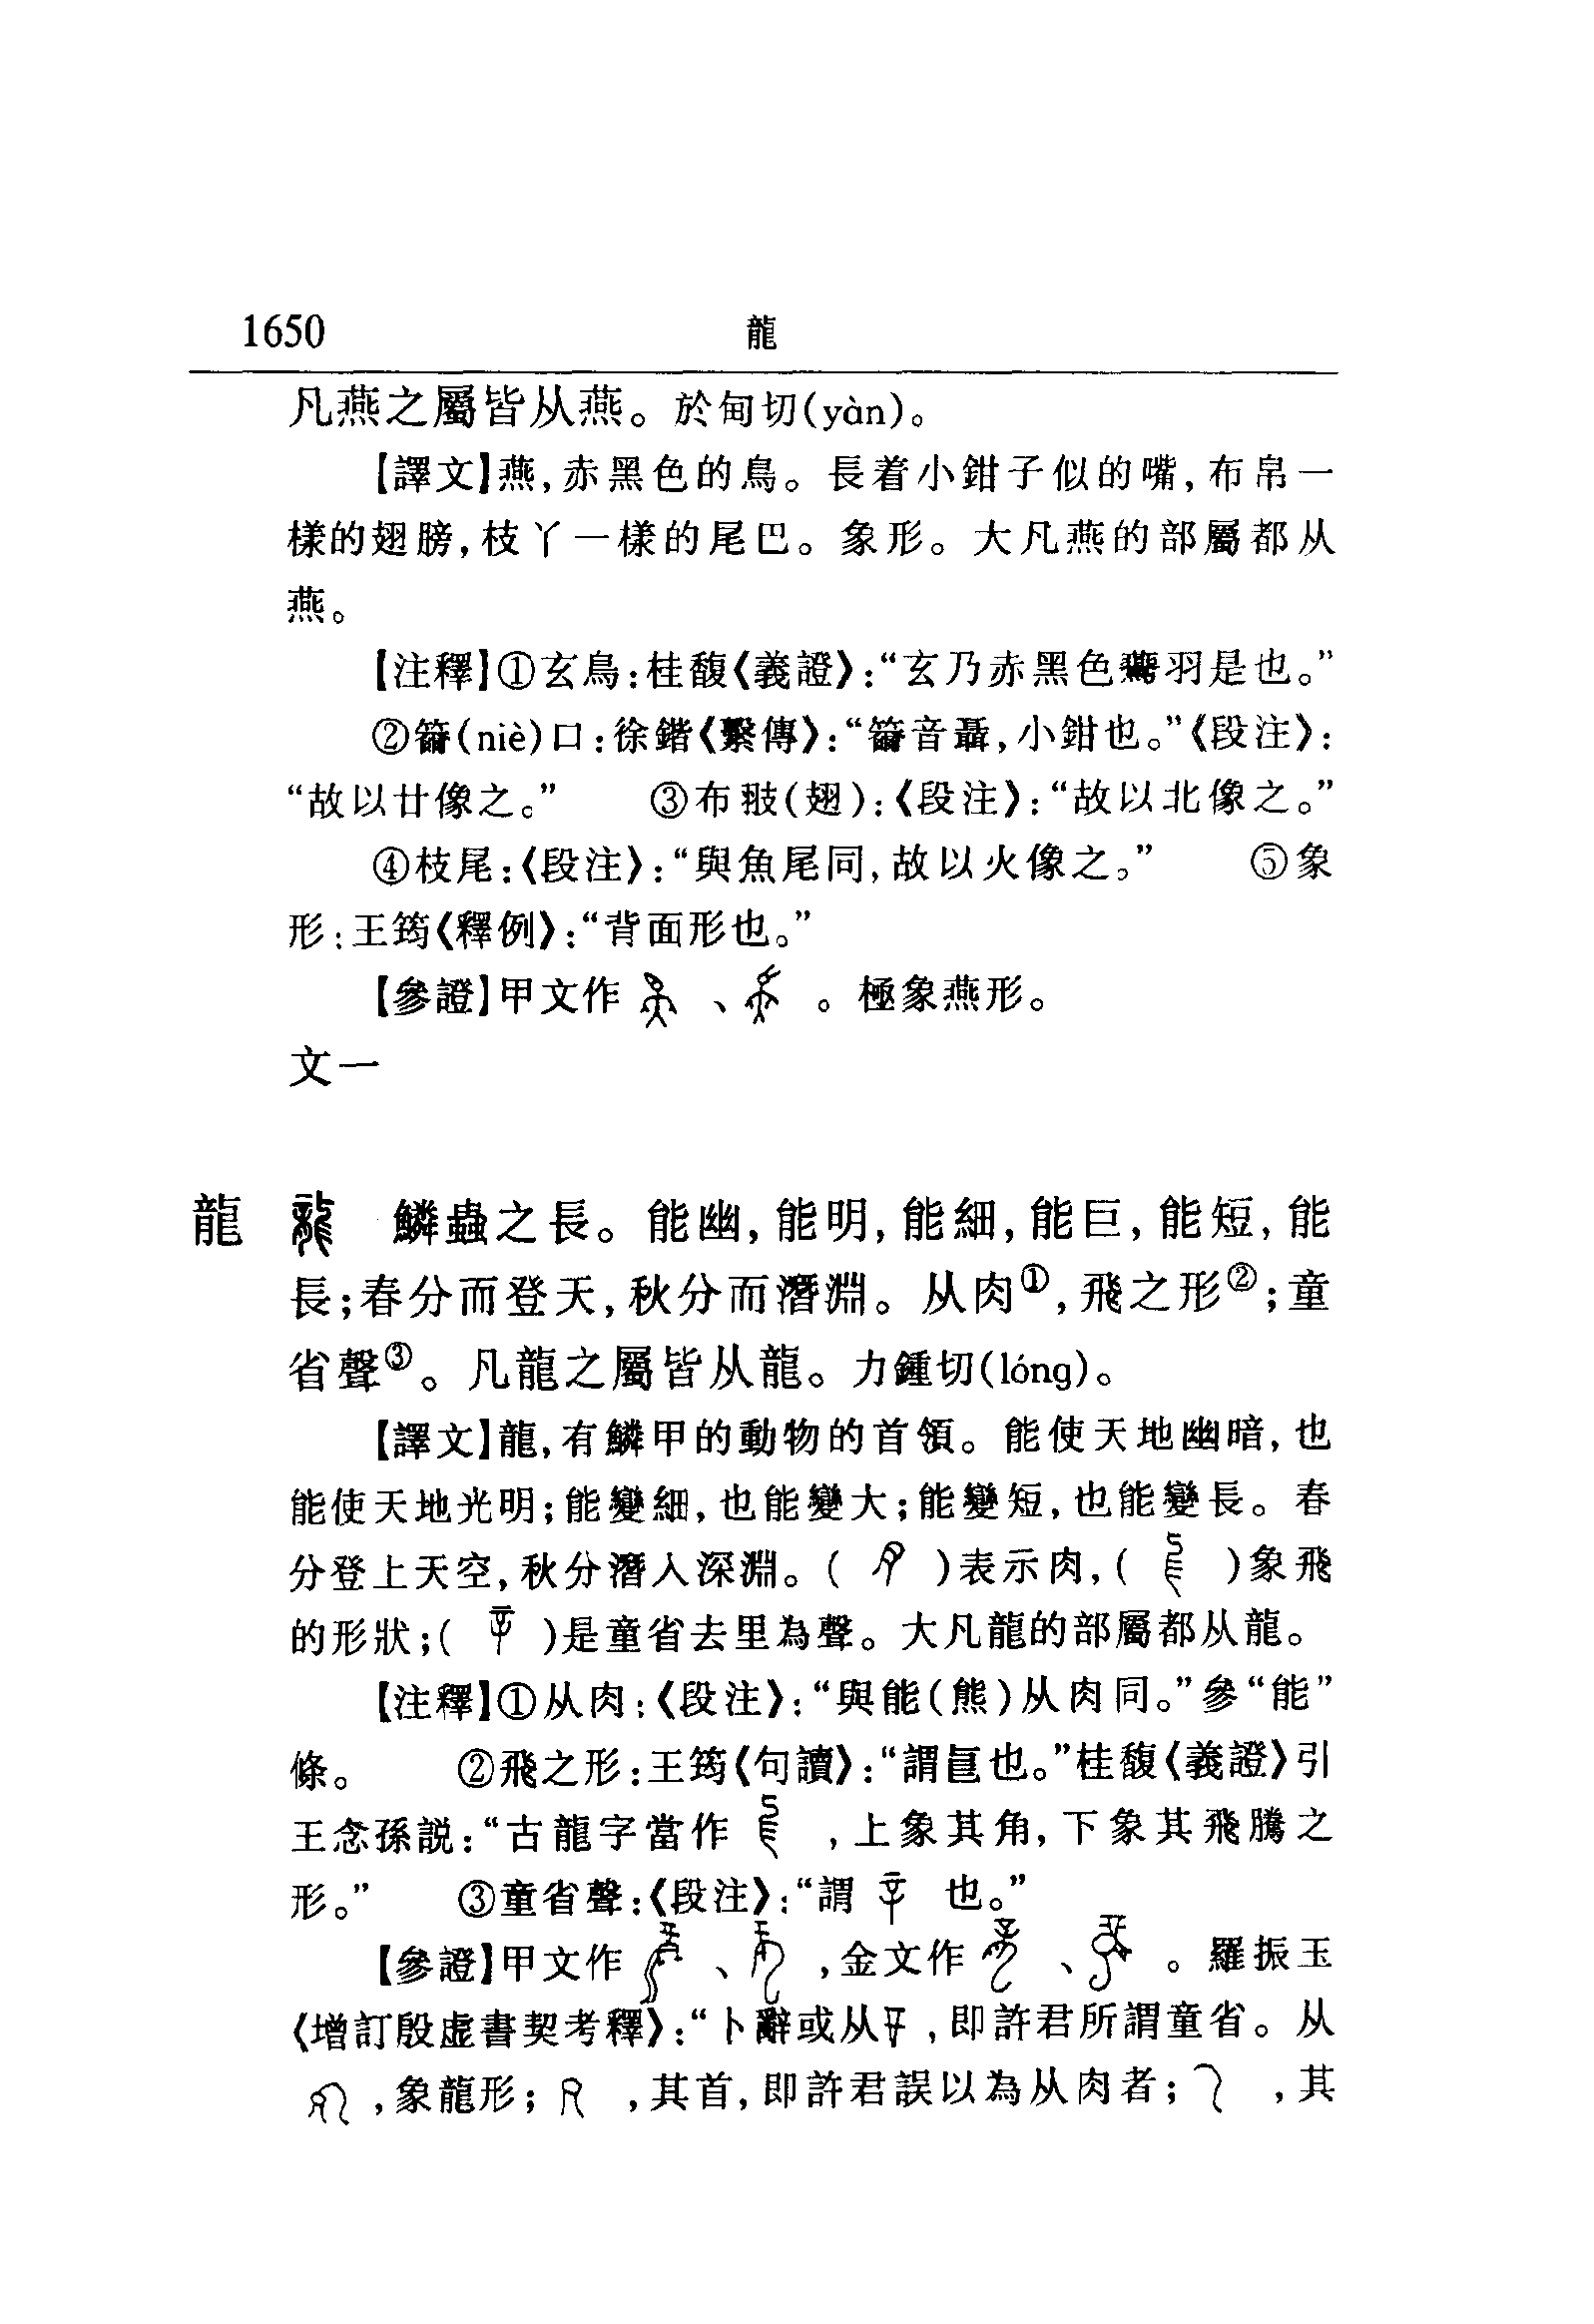 1650 龍
凡燕之屬皆从燕。於甸切(yàn)。
【譯文】燕,赤黑色的鳥。長着小鉗子似的嘴,布帛一
樣的翅膀,枝丫一樣的尾巴。象形。大凡燕的部屬都从
燕。
【注釋】①玄鳥:桂馥《義證》:“玄乃赤黑色,羽是也。”
②籋(niè)口:徐鍇《繫傳》:“籋音聶,小鉗也。”《段注》:
“故以廿像之。” ③布翄(翅):《段注》:“故以北像之。”
④枝尾:《段注》:“與魚尾同,故以火像之。” ⑤象
形:王筠《釋例》:“背面形也。”
【參證】甲文作 、 。極象燕形。
文一
龍 龍 鱗蟲之長。能幽,能明,能細,能巨,能短,能
長;春分而登天,秋分而潛淵。从肉①,飛之形②;童
省聲③。凡龍之屬皆从龍。力鍾切(lóng)。
【譯文】龍,有鱗甲的動物的首領。能使天地幽暗,也
能使天地光明;能變細,也能變大;能變短,也能變長。春
分登上天空,秋分潛入深淵。( )表示肉,( )象飛
的形狀;( )是童省去里為聲。大凡龍的部屬都从龍。
【注釋】①从肉:《段注》:“與能(熊)从肉同。”參“能”
條。 ②飛之形:王筠《句讀》:“謂也。”桂馥《義證》引
王念孫説:“古龍字當作 ,上象其角,下象其飛騰之
形。” ③童省聲:《段注》:“謂 也。”
【參證】甲文作 、 ,金文作 、 。羅振玉
《增訂殷虛書契考釋》:“卜辭或从 ,即許君所謂童省。从
,象龍形; ,其首,即許君誤以為从肉者; ,其